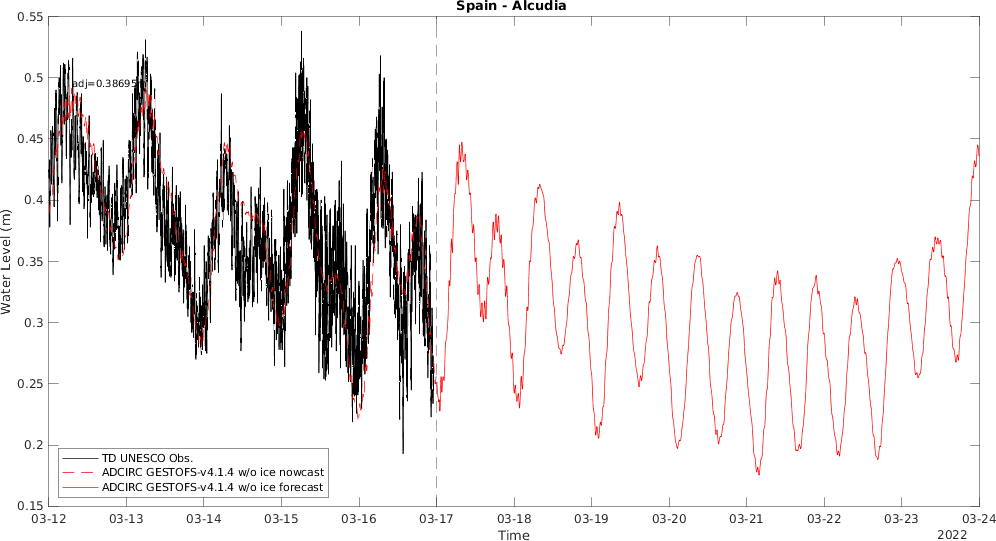 Spain - Alcudia
0.55
0.5
0.45
0.4
0.35
0.3
0.25
0.2
0.15
Water Level (m)
adj=0.38695
TD UNESCO Obs.
ADCIRC GESTOFS-v4.1.4 w/o ice nowcast
ADCIRC GESTOFS-v4.1.4 w/o ice forecast
03-12 03-13 03-14 03-15 03-16 03-17 03-18 03-19 03-20 03-21 03-22 03-23 03-24
Time
2022